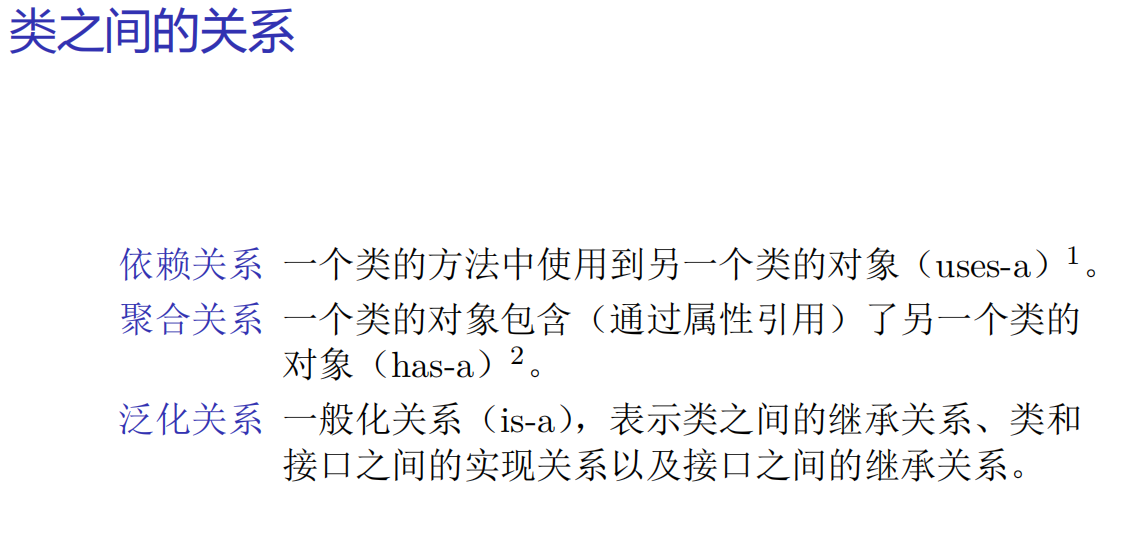 类之间的关系
依赖关系 一个类的方法中使用到另一个类的对象（uses-a）1。
聚合关系 一个类的对象包含（通过属性引用）了另一个类的
对象（has-a）2。
泛化关系 一般化关系（is-a），表示类之间的继承关系、类和
接口之间的实现关系以及接口之间的继承关系。